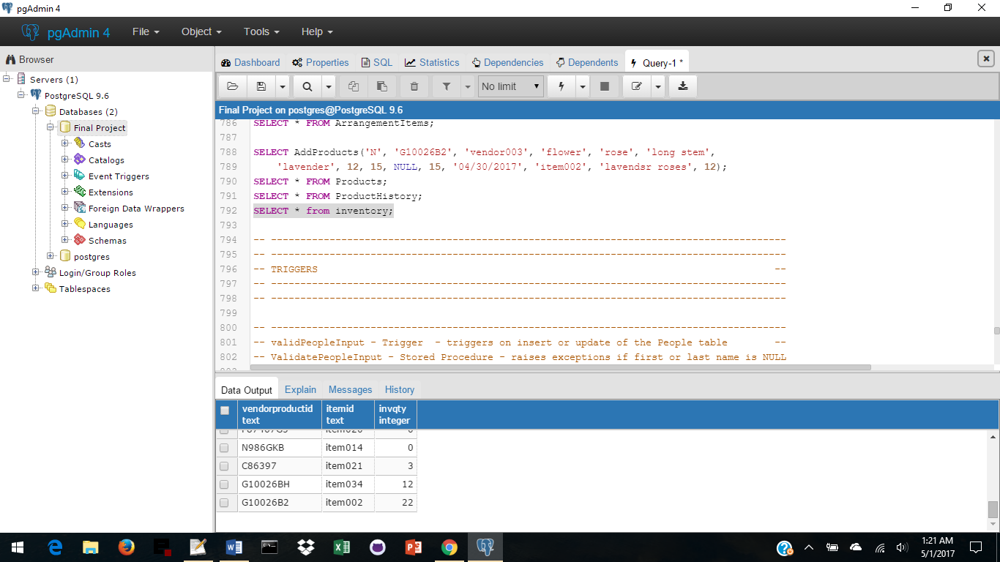 pgAdmin 4
pgAdmin 4 File Object Tools Help
Browser
Servers (1)
PostgreSQL 9.6
Databases (2)
Final Project
Casts
Catalogs
Event Triggers
Extensions
Foreign Data Wrappers
Languages
Schemas
postgres
Login/Group Roles
Tablespaces
Dashboard Properties SQL Statistics Dependencies Dependents Query-1 *
No limit
Final Project on postgres@PostgreSQL 9.6
786 SELECT * FROM ArrangementItems;
787
788 SELECT AddProducts('N', 'G10026B2', 'vendor003', 'flower', 'rose', 'long stem',
789 'lavender', 12, 15, NULL, 15, '04/30/2017', 'item002', 'lavendsr roses', 12);
790 SELECT * FROM Products;
791 SELECT * FROM ProductHistory;
792 SELECT * from inventory;
793
794 -- ----------------------------------------------------------------------------------------
795 -- ----------------------------------------------------------------------------------------
796 -- TRIGGERS --
797 -- ----------------------------------------------------------------------------------------
798 -- ----------------------------------------------------------------------------------------
799
800 -- ----------------------------------------------------------------------------------------
801 -- validPeopleInput - Trigger - triggers on insert or update of the People table --
802 -- ValidatePeopleInput - Stored Procedure - raises exceptions if first or last name is NULL
Data Output Explain Messages History
vendorproductid itemid invqty
text text integer
N986GKB item014 0
C86397 item021 3
G10026BH item034 12
G10026B2 item002 22
1:21 AM
5/1/2017